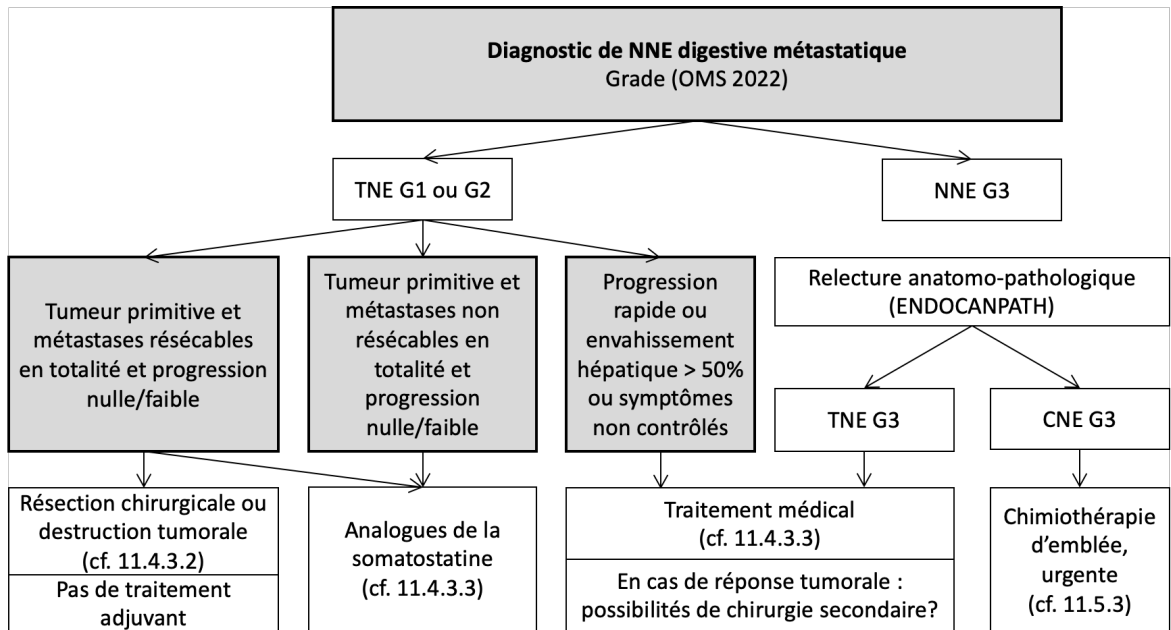 Diagnostic de NNE digestive métastatique
Grade (OMS 2022)
TNE G1 ou G2
NNE G3
Tumeur primitive et
métastases résécables
en totalité et progression
nulle/faible
Tumeur primitive et
métastases non
résécables en
totalité et
progression
nulle/faible
Progression
rapide ou
envahissement
hépatique > 50%
ou symptômes
non contrôlés
Relecture anatomo-pathologique
(ENDOCANPATH)
TNE G3
CNE G3
Résection chirurgicale ou
destruction tumorale
(cf. 11.4.3.2)
Pas de traitement
adjuvant
Analogues de la
somatostatine
(cf. 11.4.3.3)
Traitement médical
(cf. 11.4.3.3)
En cas de réponse tumorale :
possibilités de chirurgie secondaire?
Chimiothérapie
d’emblée,
urgente
(cf. 11.5.3)